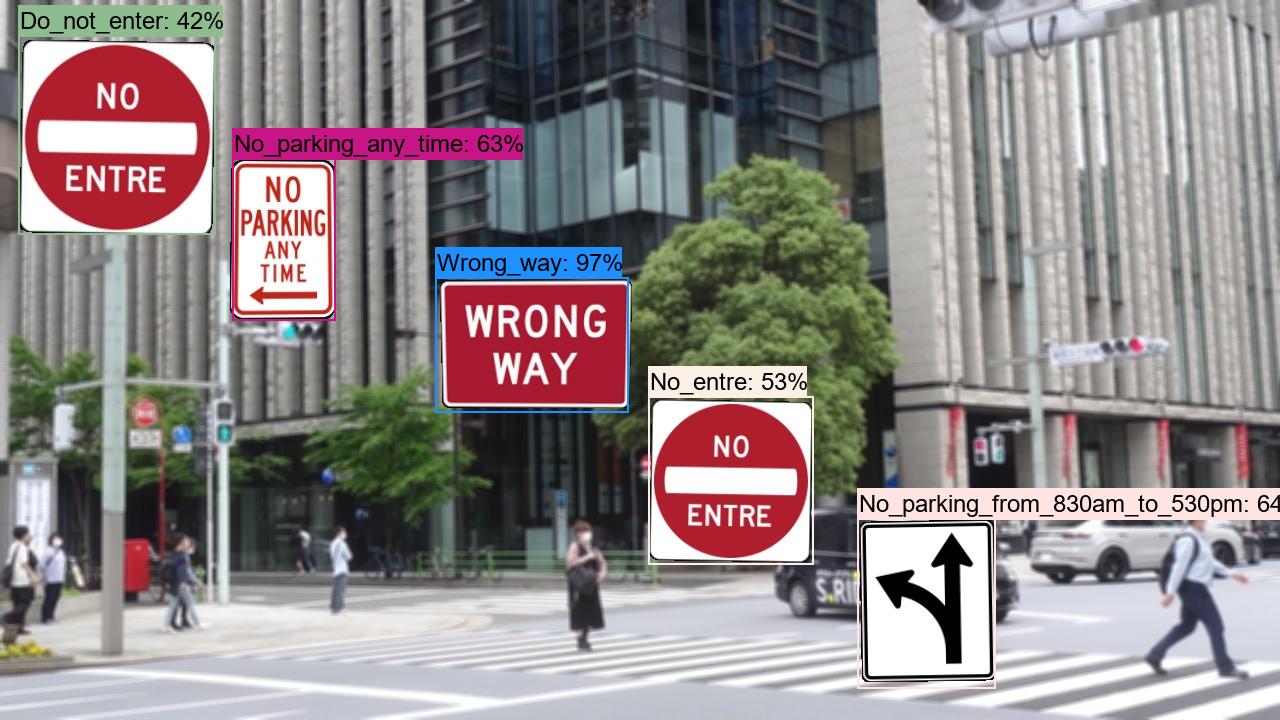 Do_not_enter: 42%
NO
ENTRE
No_parking_any_time: 63%
NO
PARKING
ANY
TIME
Wrong_way: 97%
WRONG
WAY
No_entre: 53%
NO
ENTRE
No_parking_from_830am_to_530pm: 64
S.RI